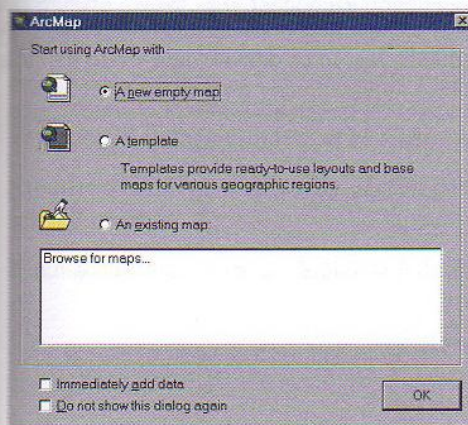 ArcMap
Start using ArcMap with
A new empty map
A template
Templates provide ready-to-use layouts and base
maps for various geographic regions.
An existing map:
Browse for maps...
Immediately add data
Do not show this dialog again
OK